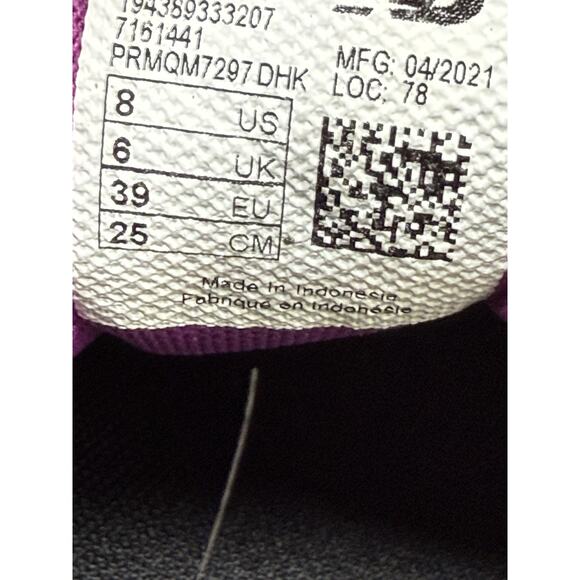 194389333207
7161441
PRMQM7297 DHK
MFG: 04/2021
LOC: 78
8 US
6 UK
39 EU
25 CM
Made in Indonesia
Fabriqué en Indonésie